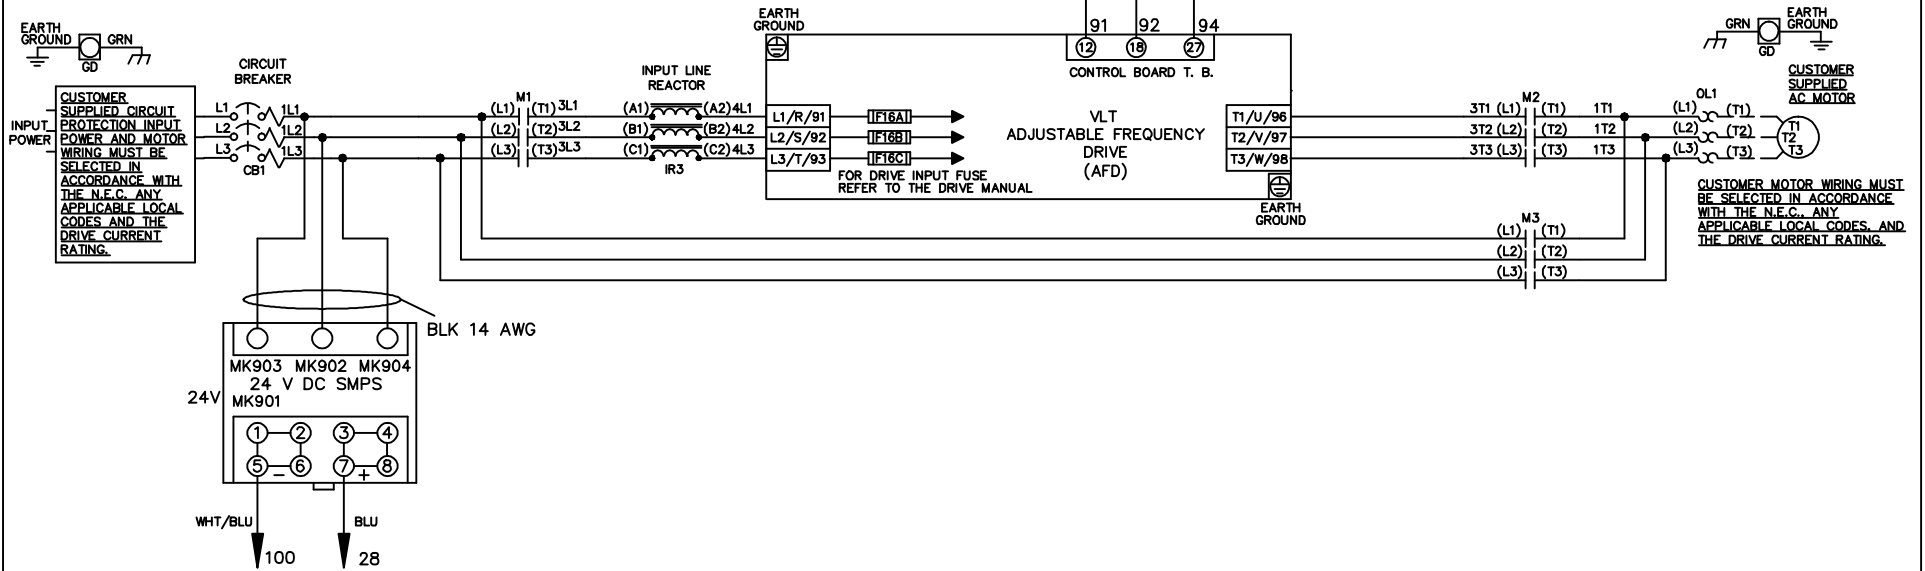 EARTH
GROUND
GRN
GD
INPUT
POWER
CUSTOMER
SUPPLIED CIRCUIT
PROTECTION INPUT
POWER AND MOTOR
WIRING MUST BE
SELECTED IN
ACCORDANCE WITH
THE N.E.C. ANY
APPLICABLE LOCAL
CODES AND THE
DRIVE CURRENT
RATING.
CIRCUIT
BREAKER
L1 1L1
L2 1L2
L3 1L3
CB1
M1
(L1) (T1) 3L1
(L2) (T2) 3L2
(L3) (T3) 3L3
INPUT LINE
REACTOR
(A1) (A2) 4L1
(B1) (B2) 4L2
(C1) (C2) 4L3
IR3
EARTH
GROUND
91 92 94
12 18 27
CONTROL BOARD T. B.
L1/R/91
L2/S/92
L3/T/93
F16A
F16B
F16C
FOR DRIVE INPUT FUSE
REFER TO THE DRIVE MANUAL
VLT
ADJUSTABLE FREQUENCY
DRIVE
(AFD)
T1/U/96
T2/V/97
T3/W/98
EARTH
GROUND
M2
3T1 (L1) (T1) 1T1
3T2 (L2) (T2) 1T2
3T3 (L3) (T3) 1T3
M3
(L1) (T1)
(L2) (T2)
(L3) (T3)
OL1
(L1) (T1)
(L2) (T2)
(L3) (T3)
T1
T2
T3
GRN
GD
EARTH
GROUND
CUSTOMER
SUPPLIED
AC MOTOR
CUSTOMER MOTOR WIRING MUST
BE SELECTED IN ACCORDANCE
WITH THE N.E.C., ANY
APPLICABLE LOCAL CODES, AND
THE DRIVE CURRENT RATING.
BLK 14 AWG
MK903 MK902 MK904
24 V DC SMPS
24V
MK901
1 2 3 4
5 - 6 7 + 8
WHT/BLU
BLU
100
28